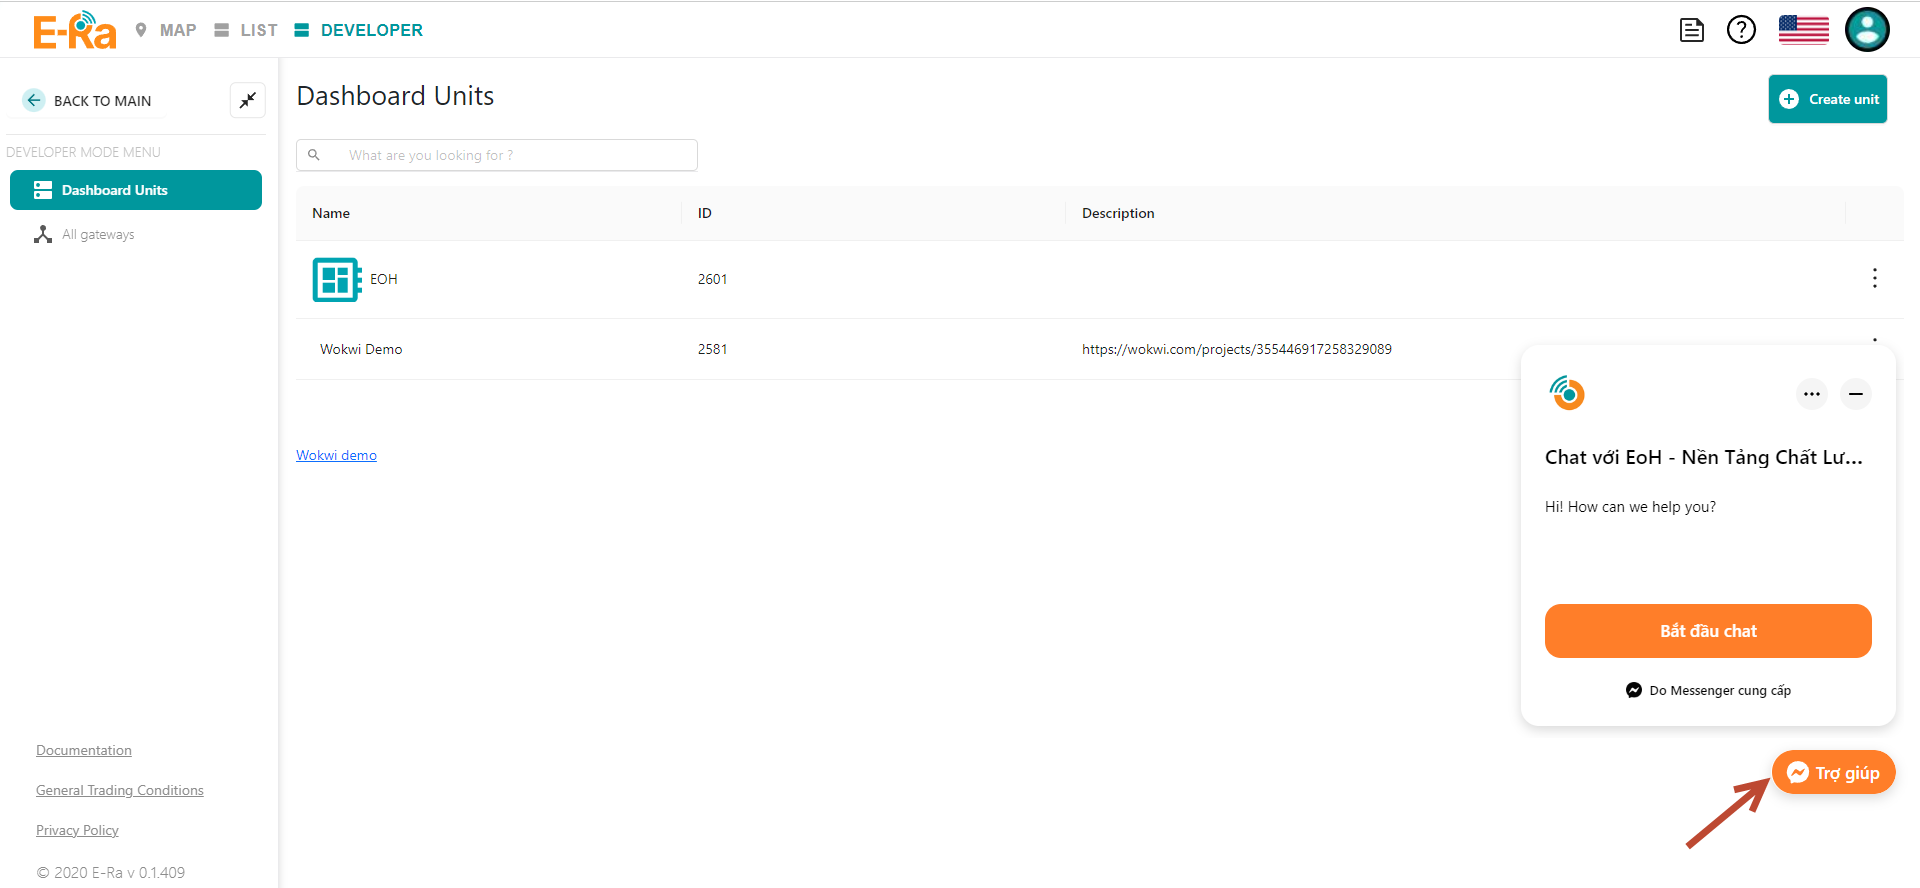 E-Ra
MAP
LIST
DEVELOPER
BACK TO MAIN
DEVELOPER MODE MENU
Dashboard Units
All gateways
Documentation
General Trading Conditions
Privacy Policy
© 2020 E-Ra v 0.1.409
Dashboard Units
Create unit
What are you looking for ?
Name ID Description
EOH 2601
Wokwi Demo 2581 https://wokwi.com/projects/355446917258329089
Wokwi demo
Chat với EoH - Nền Tảng Chất Lư...
Hi! How can we help you?
Bắt đầu chat
Do Messenger cung cấp
Trợ giúp